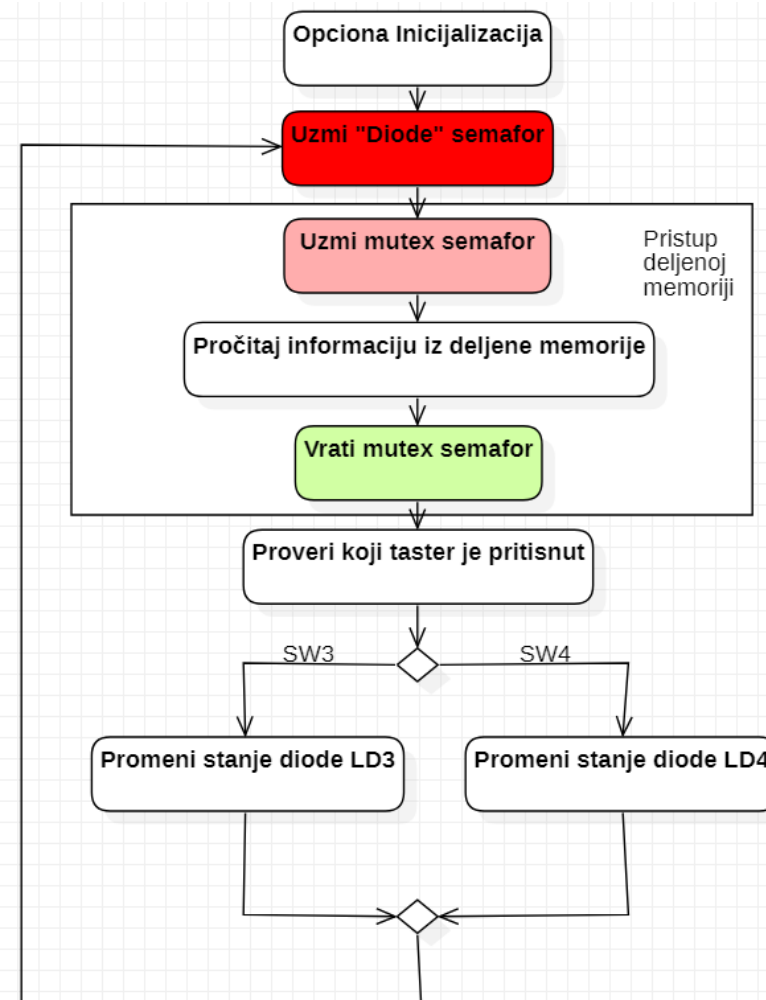 Opciona Inicijalizacija
Uzmi "Diode" semafor
Uzmi mutex semafor
Pristup
deljenoj
memoriji
Pročitaj informaciju iz deljene memorije
Vrati mutex semafor
Proveri koji taster je pritisnut
SW3
SW4
Promeni stanje diode LD3
Promeni stanje diode LD4